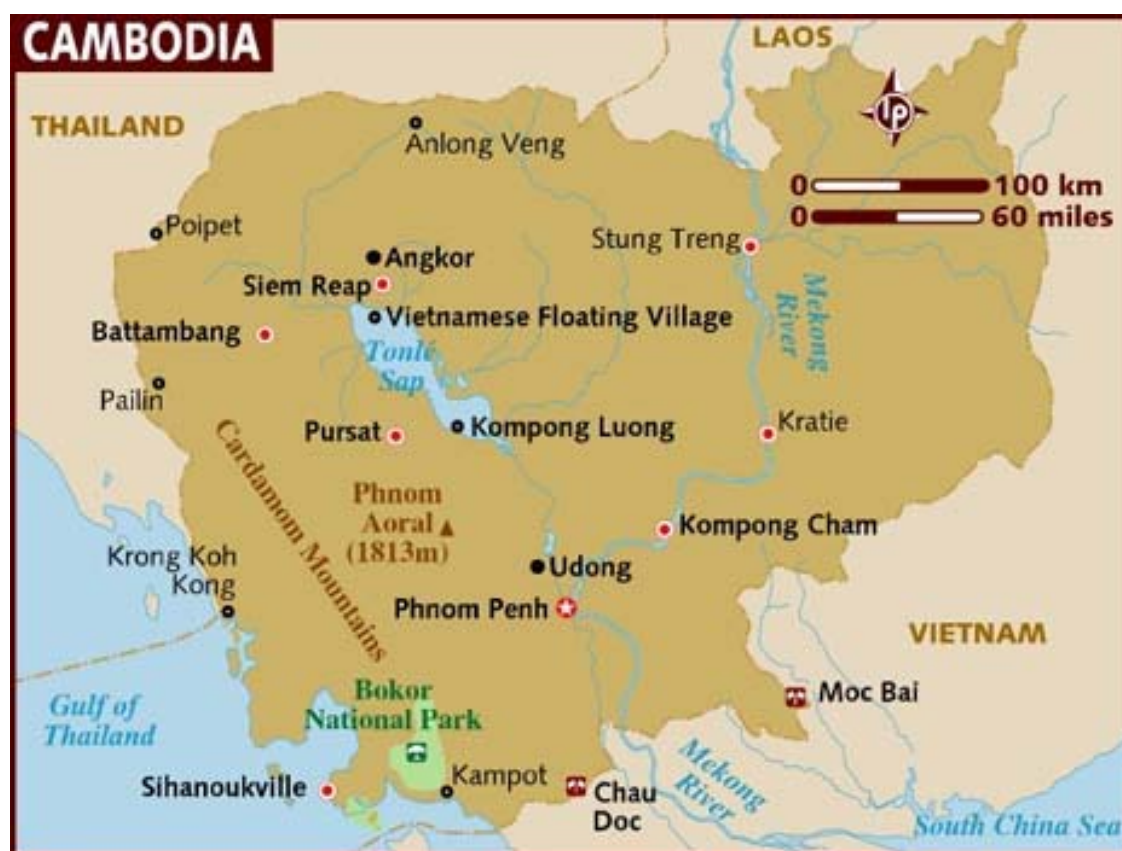 CAMBODIA
LAOS
THAILAND
lp
Anlong Veng
0 100 km
0 60 miles
Poipet
Stung Treng
Angkor
Siem Reap
Mekong
River
Vietnamese Floating Village
Battambang
Tonlé
Sap
Pailin
Pursat
Kompong Luong
Kratie
Cardamom Mountains
Phnom
Aoral
(1813m)
Kompong Cham
Krong Koh
Kong
Udong
Phnom Penh
VIETNAM
Bokor
National Park
Moc Bai
Gulf of
Thailand
Mekong
River
Sihanoukville
Kampot
Chau
Doc
South China Sea